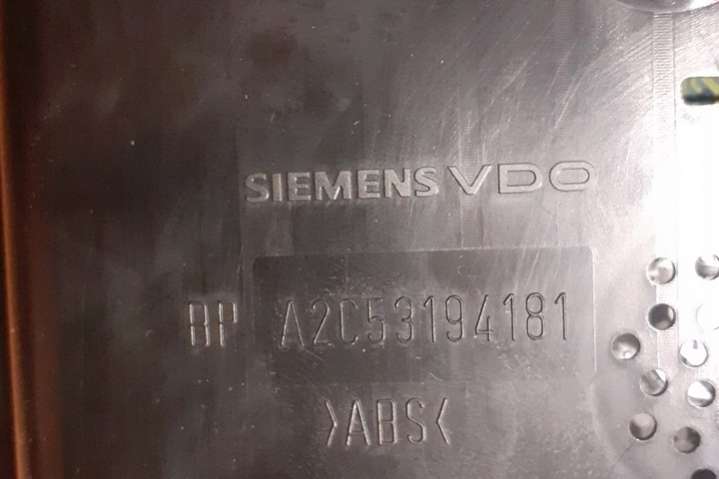 SIEMENS VDO
BP A2C53194181
>ABS<